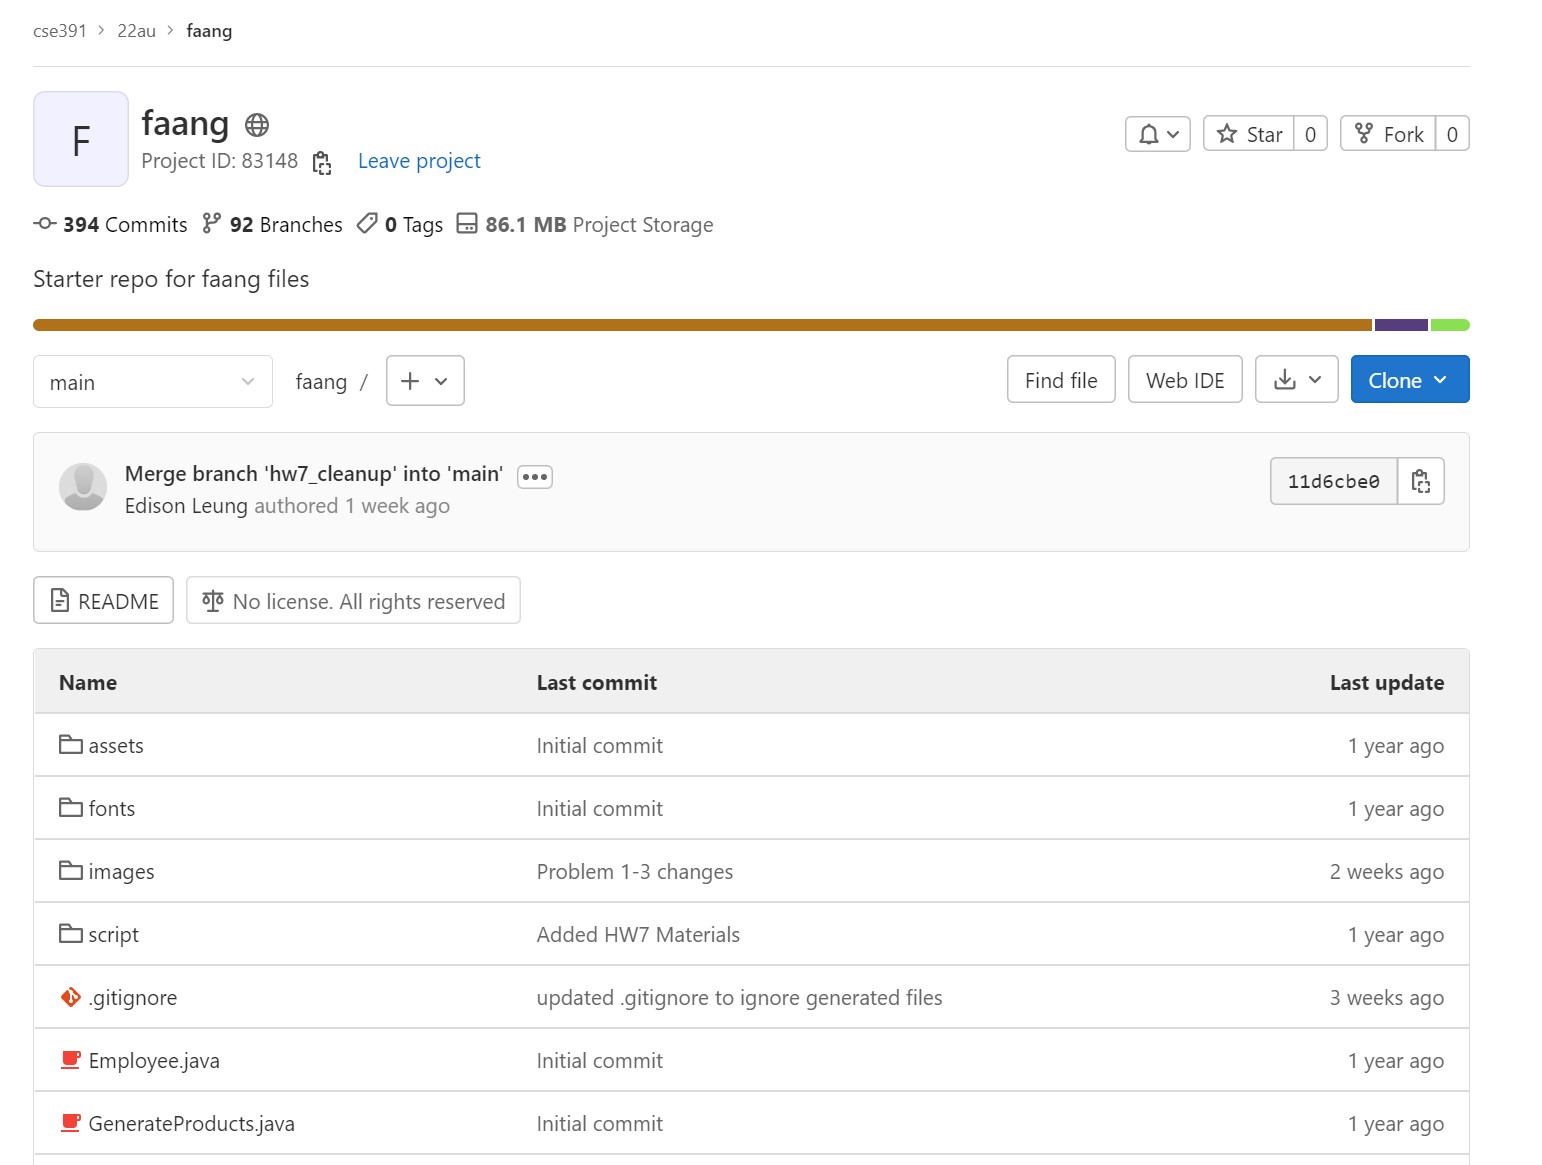 cse391 > 22au > faang
F
faang
Project ID: 83148 Leave project
Star 0 Fork 0
394 Commits 92 Branches 0 Tags 86.1 MB Project Storage
Starter repo for faang files
main faang / + Find file Web IDE Clone
Merge branch 'hw7_cleanup' into 'main'
Edison Leung authored 1 week ago
11d6cbe0
README No license. All rights reserved
Name Last commit Last update
assets Initial commit 1 year ago
fonts Initial commit 1 year ago
images Problem 1-3 changes 2 weeks ago
script Added HW7 Materials 1 year ago
.gitignore updated .gitignore to ignore generated files 3 weeks ago
Employee.java Initial commit 1 year ago
GenerateProducts.java Initial commit 1 year ago